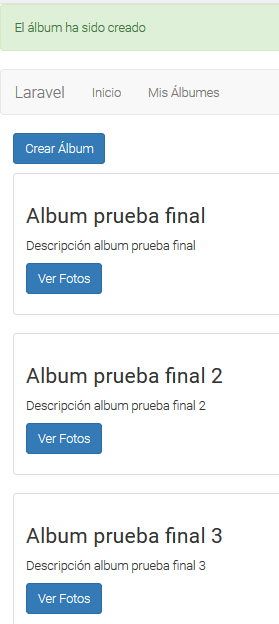 El álbum ha sido creado
Laravel Inicio Mis Álbumes
Crear Álbum
Album prueba final
Descripción album prueba final
Ver Fotos
Album prueba final 2
Descripción album prueba final 2
Ver Fotos
Album prueba final 3
Descripción album prueba final 3
Ver Fotos